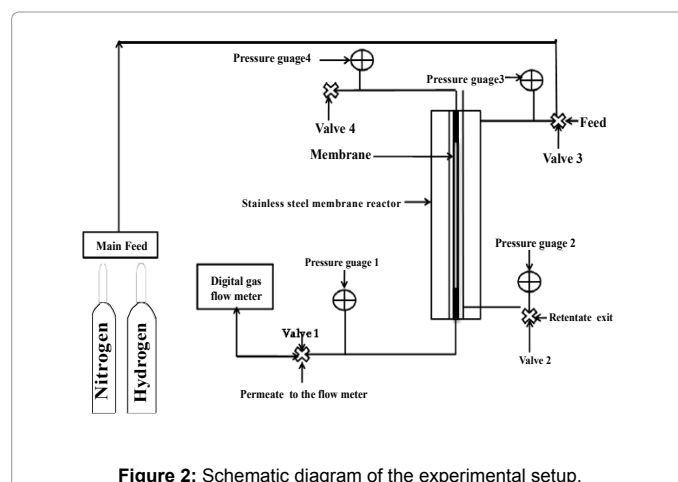 Pressure guage4
Pressure guage3
Feed
Valve 4
Valve 3
Membrane
Stainless steel membrane reactor
Main Feed
Pressure guage 1
Pressure guage 2
Digital gas
flow meter
Valve 1
Retentate exit
Valve 2
Permeate to the flow meter
Nitrogen
Hydrogen
Figure 2: Schematic diagram of the experimental setup.